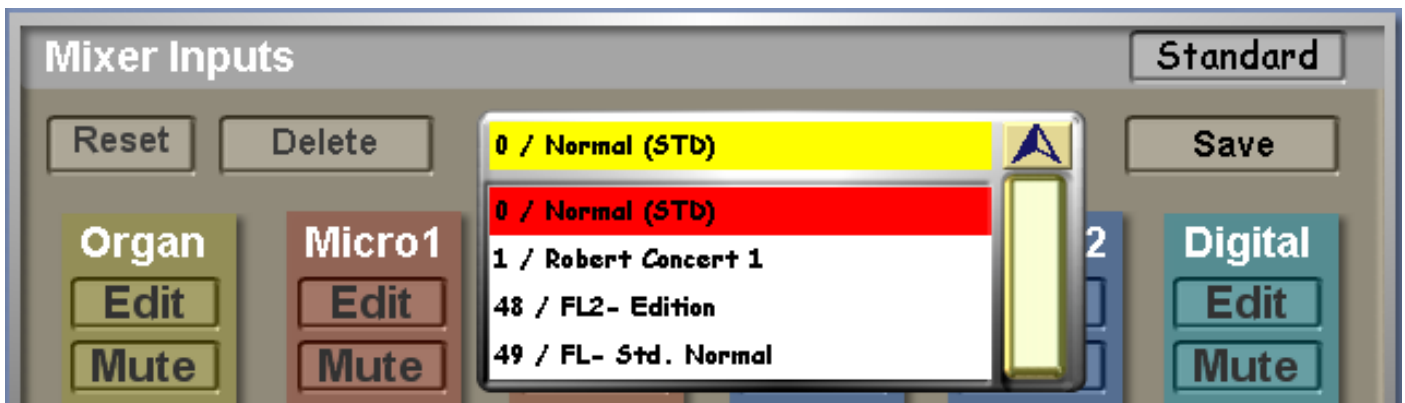 Mixer Inputs
Standard
Reset
Delete
0 / Normal (STD)
Save
0 / Normal (STD)
1 / Robert Concert 1
48 / FL2- Edition
49 / FL- Std. Normal
Organ
Micro1
2
Digital
Edit
Edit
Edit
Mute
Mute
Mute